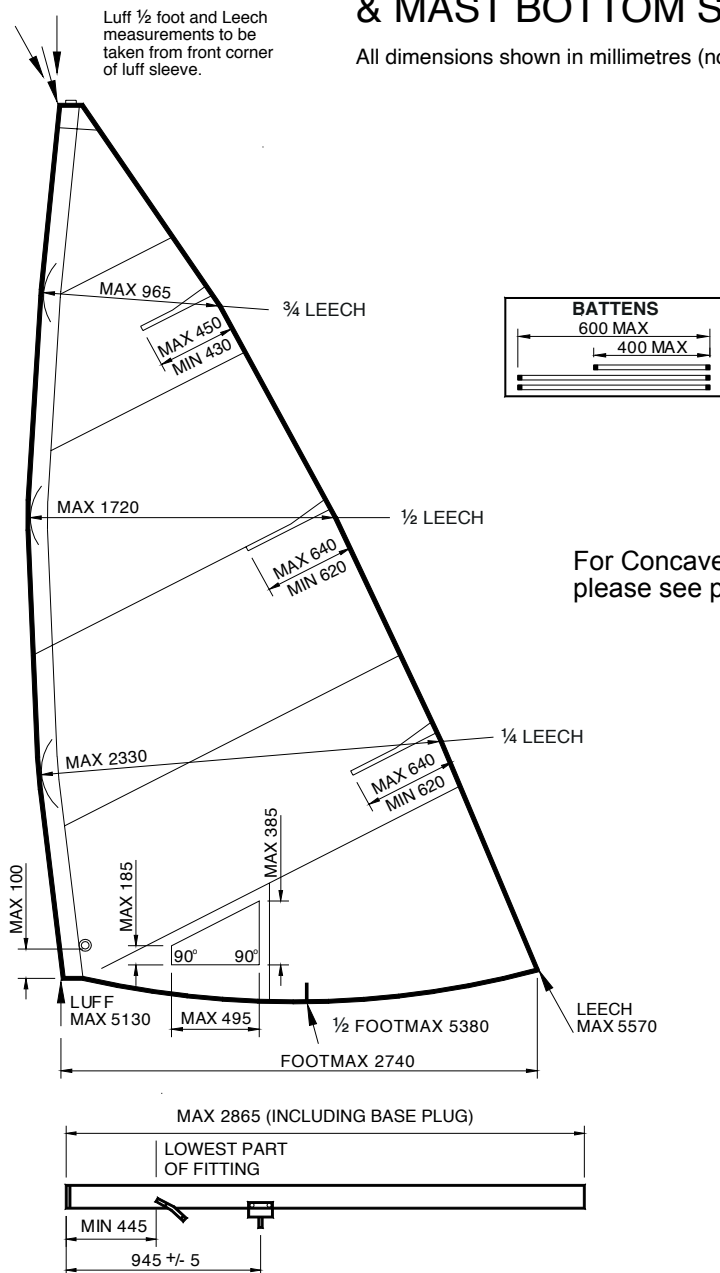 Luff ½ foot and Leech
measurements to be
taken from front corner
of luff sleeve.
& MAST BOTTOM S
All dimensions shown in millimetres (no
MAX 965
¾ LEECH
MAX 450
MIN 430
BATTENS
600 MAX
400 MAX
MAX 1720
½ LEECH
MAX 640
MIN 620
For Concave
please see p
MAX 2330
¼ LEECH
MAX 640
MIN 620
MAX 100
MAX 185
MAX 385
90° 90°
LUFF
MAX 5130
MAX 495
½ FOOTMAX 5380
LEECH
MAX 5570
FOOTMAX 2740
MAX 2865 (INCLUDING BASE PLUG)
LOWEST PART
OF FITTING
MIN 445
945 +/- 5